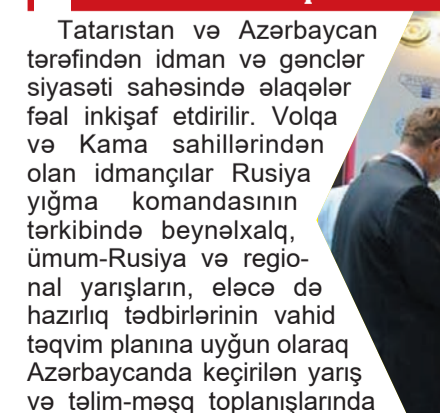 Tatarıstan və Azərbaycan
tərəfindən idman və gənclər
siyasəti sahəsində əlaqələr
fəal inkişaf etdirilir. Volqa
və Kama sahillərindən
olan idmançılar Rusiya
yığma komandasının
tərkibində beynəlxalq,
ümum-Rusiya və regio-
nal yarışların, eləcə də
hazırlıq tədbirlərinin vahid
təqvim planına uyğun olaraq
Azərbaycanda keçirilən yarış
və təlim-məşq toplanışlarında